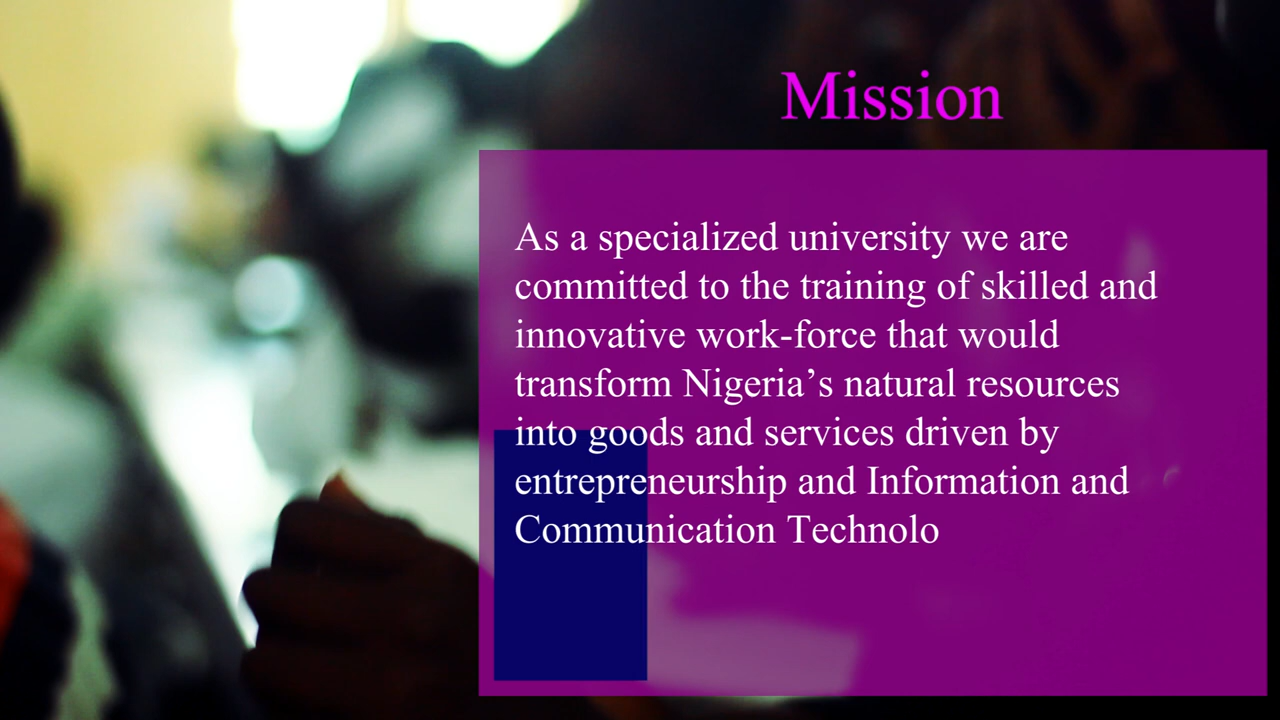 Mission
As a specialized university we are
committed to the training of skilled and
innovative work-force that would
transform Nigeria’s natural resources
into goods and services driven by
entrepreneurship and Information and
Communication Technolo